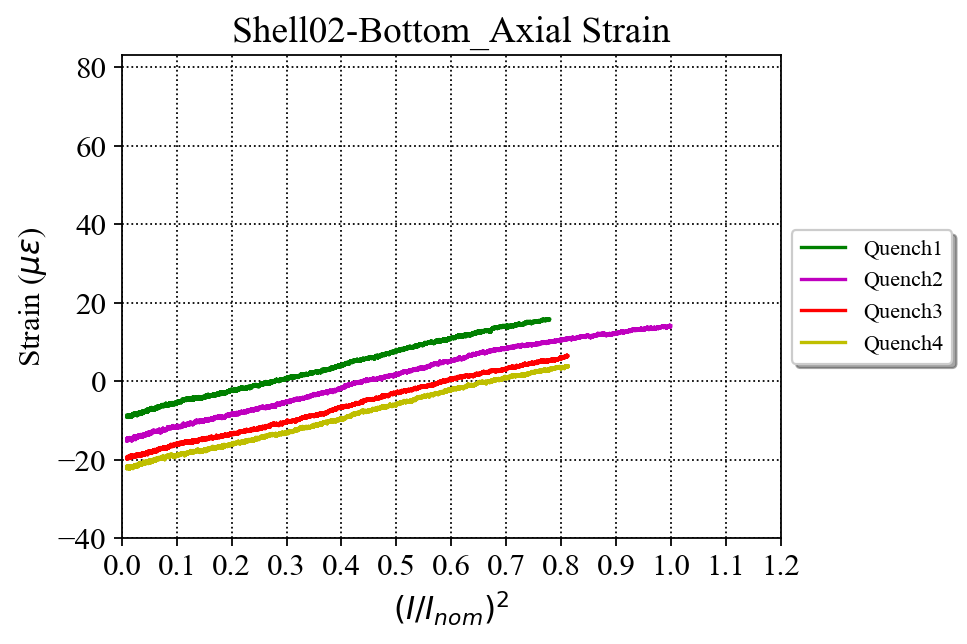 Shell02-Bottom_Axial Strain
80
60
40
20
0
−20
−40
Strain (με)
0.0 0.1 0.2 0.3 0.4 0.5 0.6 0.7 0.8 0.9 1.0 1.1 1.2
(I/I_{nom})^2
Quench1
Quench2
Quench3
Quench4